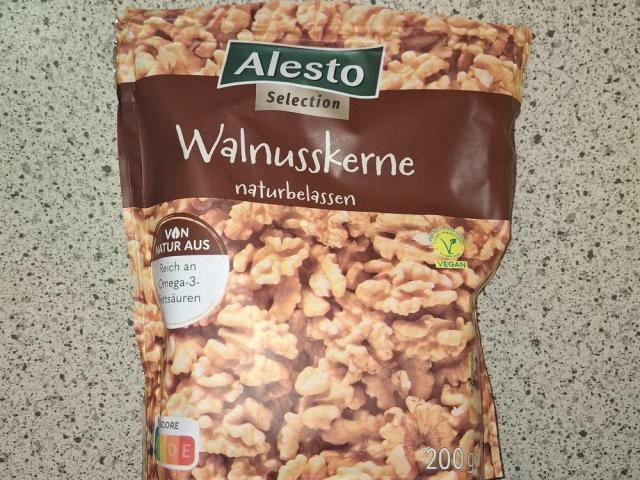 Alesto
Selection
Walnusskerne
naturbelassen
VON
NATUR AUS
Reich an
Omega-3-
Fettsäuren
VEGAN
SCORE
D E
200 g